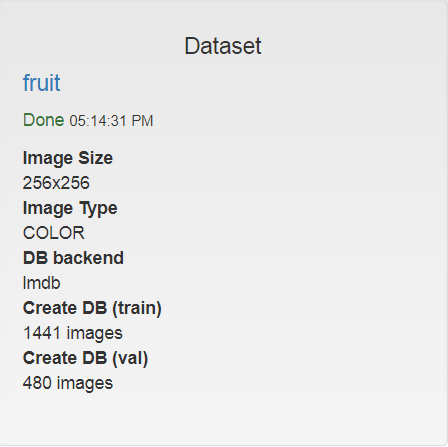 Dataset
fruit
Done 05:14:31 PM
Image Size
256x256
Image Type
COLOR
DB backend
lmdb
Create DB (train)
1441 images
Create DB (val)
480 images